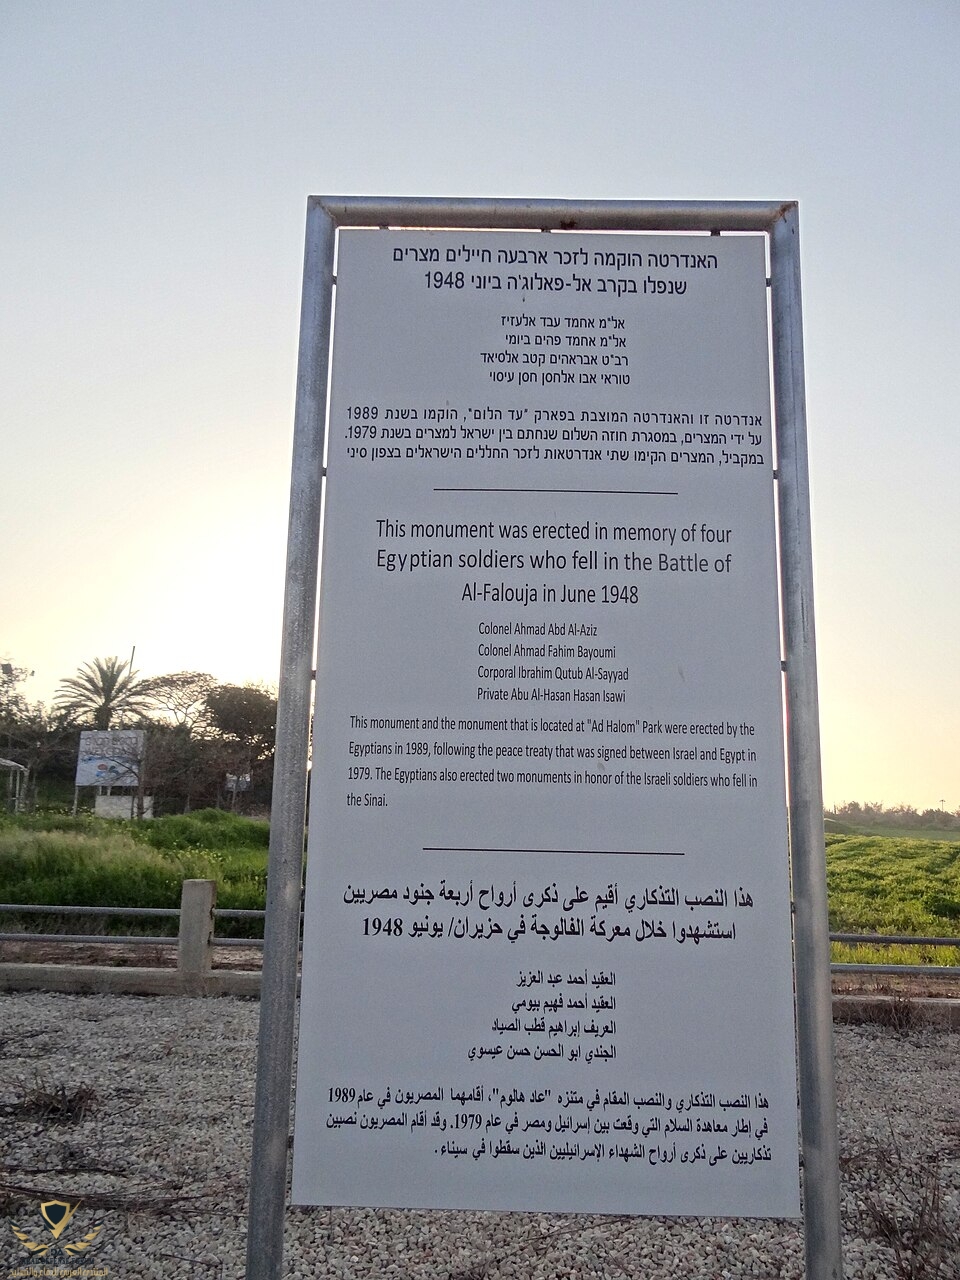 האנדרטה הוקמה לזכר ארבעה חיילים מצרים
שנפלו בקרב אל-פאלוג'ה ביוני 1948
אל"מ אחמד עבד אלעזיז
אל"מ אחמד פהים ביומי
רב"ט אבראהים קטב אלסיאד
טוראי אבו אלחסן חסן עיסוי
אנדרטה זו והאנדרטה המוצבת בפארק "עד הלום", הוקמו בשנת 1989
על ידי המצרים, במסגרת חוזה השלום שנחתם בין ישראל למצרים בשנת 1979.
במקביל, המצרים הקימו שתי אנדרטאות לזכר החללים הישראלים בצפון סיני
This monument was erected in memory of four
Egyptian soldiers who fell in the Battle of
Al-Falouja in June 1948
Colonel Ahmad Abd Al-Aziz
Colonel Ahmad Fahim Bayoumi
Corporal Ibrahim Qutub Al-Sayyad
Private Abu Al-Hasan Hasan Isawi
This monument and the monument that is located at "Ad Halom" Park were erected by the
Egyptians in 1989, following the peace treaty that was signed between Israel and Egypt in
1979. The Egyptians also erected two monuments in honor of the Israeli soldiers who fell in
the Sinai.
هذا النصب التذكاري أقيم على ذكرى أرواح أربعة جنود مصريين
استشهدوا خلال معركة الفالوجة في حزيران/ يونيو 1948
العقيد أحمد عبد العزيز
العقيد أحمد فهيم بيومي
العريف إبراهيم قطب الصياد
الجندي ابو الحسن حسن عيسوي
هذا النصب التذكاري والنصب المقام في متنزه "عاد هالوم"، أقامهما المصريون في عام 1989
في إطار معاهدة السلام التي وقعت بين إسرائيل ومصر في عام 1979. وقد أقام المصريون نصبين
تذكاريين على ذكرى أرواح الشهداء الإسرائيليين الذين سقطوا في سيناء .